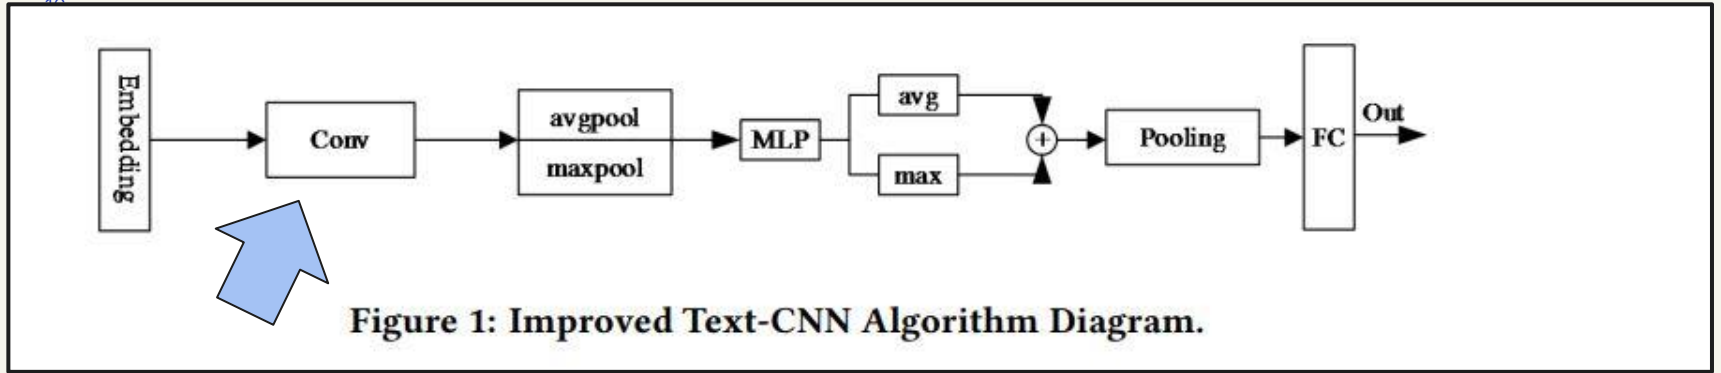 Embedding
Conv
avgpool
maxpool
MLP
avg
max
+
Pooling
FC
Out
Figure 1: Improved Text-CNN Algorithm Diagram.